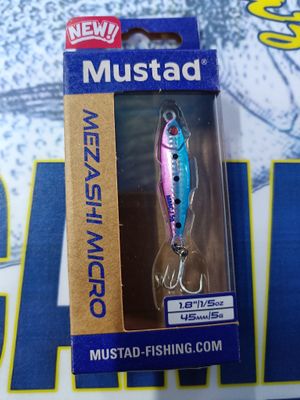 NEW!!
Mustad®
MEZASHI MICRO
1.8"/1/5oz
45mm/5g
MUSTAD-FISHING.COM